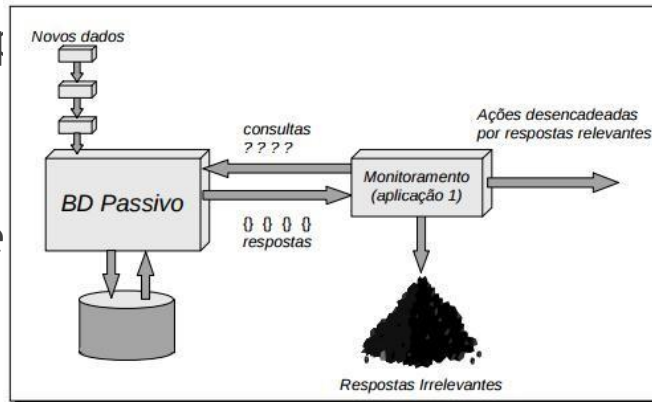 Novos dados
consultas
? ? ? ?
Ações desencadeadas
por respostas relevantes
BD Passivo
Monitoramento
(aplicação 1)
{} {} {} {}
respostas
Respostas Irrelevantes